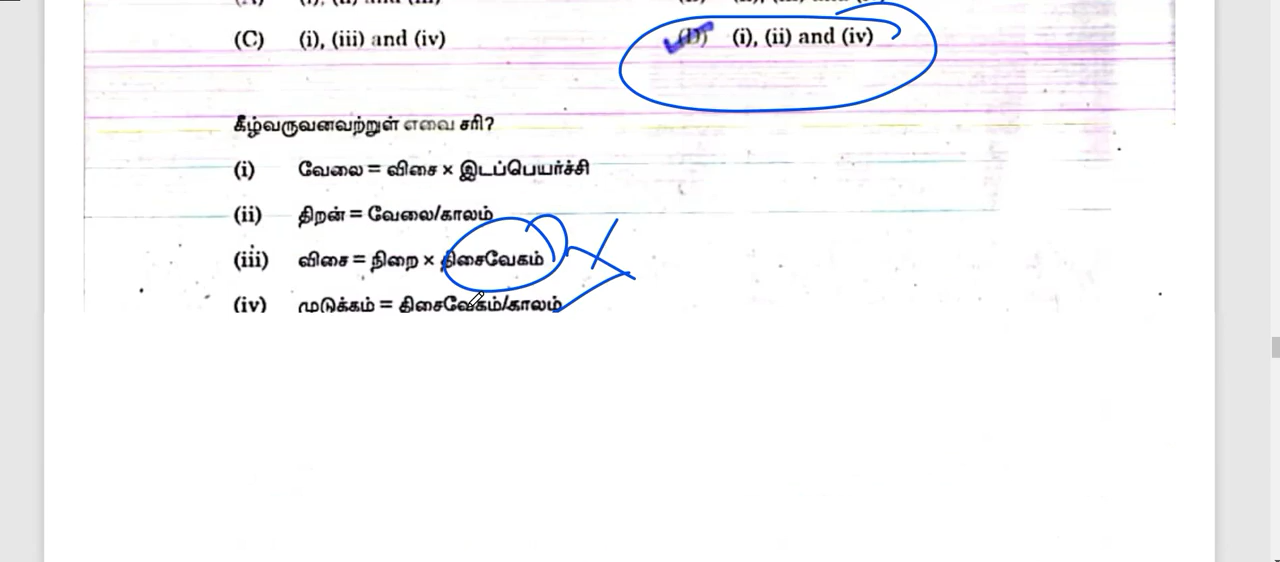 (C) (i), (iii) and (iv) (D) (i), (ii) and (iv)
கீழ்வருவனவற்றுள் எவை சரி?
(i) வேலை = விசை × இடப்பெயர்ச்சி
(ii) திறன் = வேலை/காலம்
(iii) விசை = நிறை × திசைவேகம்
(iv) முடுக்கம் = திசைவேகம்/காலம்